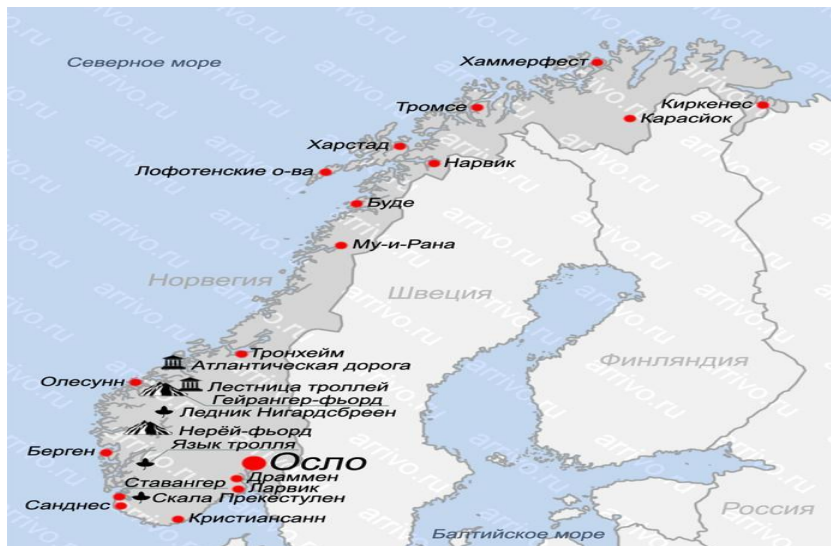 Северное море
Хаммерфест
Киркенес
Тромсе
Карасйок
Харстад
Нарвик
Лофотенские о-ва
Буде
Му-и-Рана
Норвегия
Швеция
Тронхейм
Атлантическая дорога
Финляндия
Олесунн
Лестница троллей
Гейрангер-фьорд
Ледник Нигардсбреен
Нерёй-фьорд
Язык тролля
Берген
Осло
Драммен
Ставангер
Ларвик
Скала Прекестулен
Санднес
Россия
Кристиансанн
Балтийское море
arrivo.ru